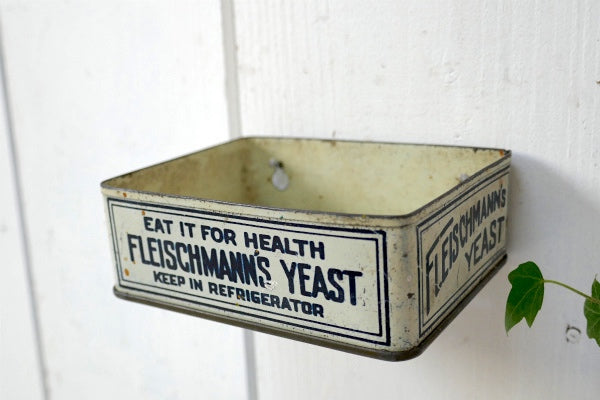 EAT IT FOR HEALTH
FLEISCHMANN'S YEAST
KEEP IN REFRIGERATOR
FLEISCHMANN'S
YEAST